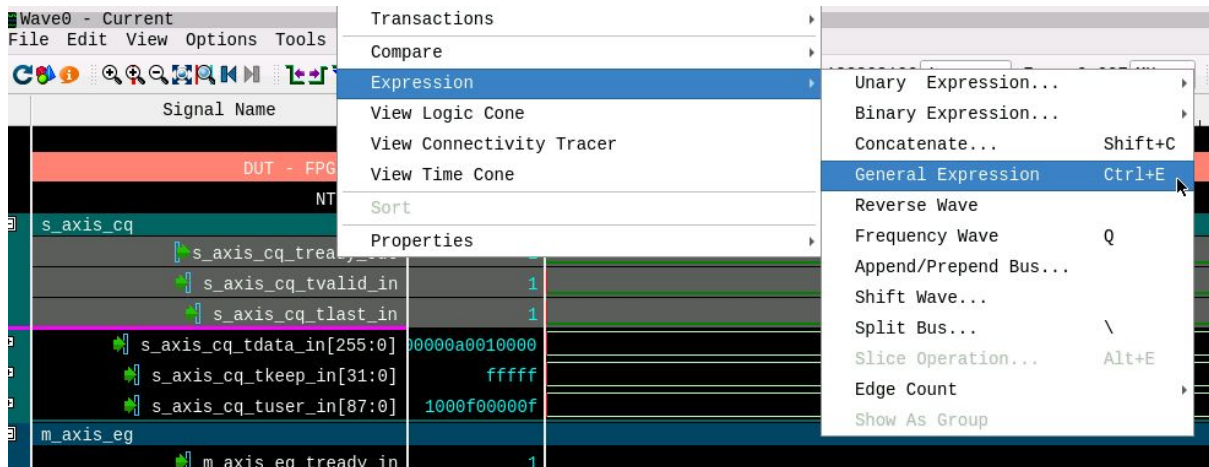 Wave0 - Current
File Edit View Options Tools
Signal Name
DUT - FPG
NT
s_axis_cq
s_axis_cq_trea
s_axis_cq_tvalid_in 1
s_axis_cq_tlast_in 1
s_axis_cq_tdata_in[255:0] 00000a0010000
s_axis_cq_tkeep_in[31:0] fffff
s_axis_cq_tuser_in[87:0] 1000f00000f
m_axis_eg
m_axis_eg_tready_in 1
Transactions
Compare
Expression
View Logic Cone
View Connectivity Tracer
View Time Cone
Sort
Properties
Unary Expression...
Binary Expression...
Concatenate... Shift+C
General Expression Ctrl+E
Reverse Wave
Frequency Wave Q
Append/Prepend Bus...
Shift Wave...
Split Bus... \
Slice Operation... Alt+E
Edge Count
Show As Group